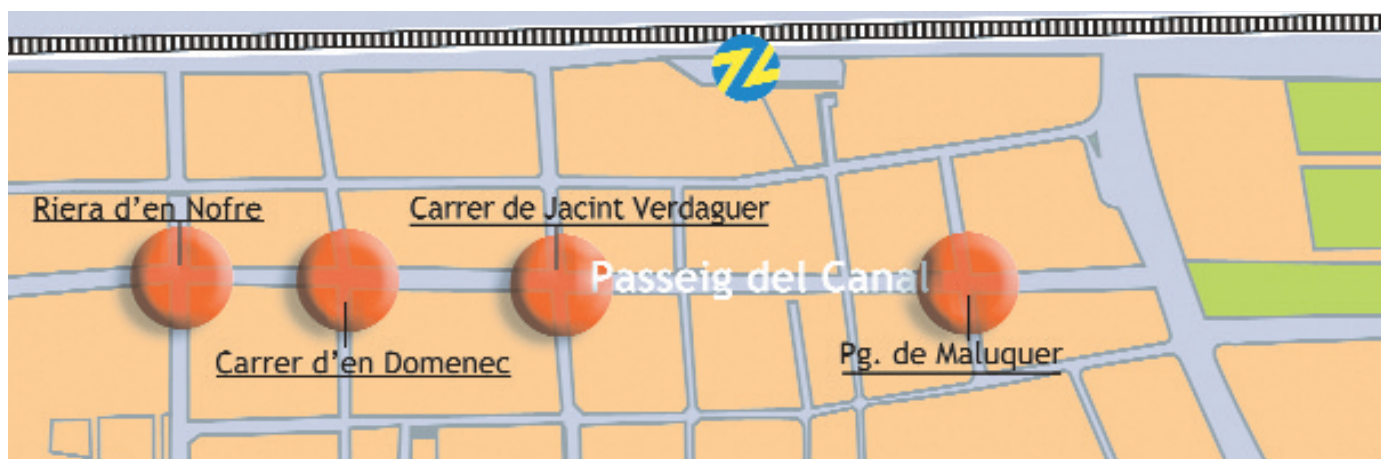 Riera d'en Nofre
Carrer de Jacint Verdaguer
Passeig del Canal
Carrer d'en Domenec
Pg. de Maluquer